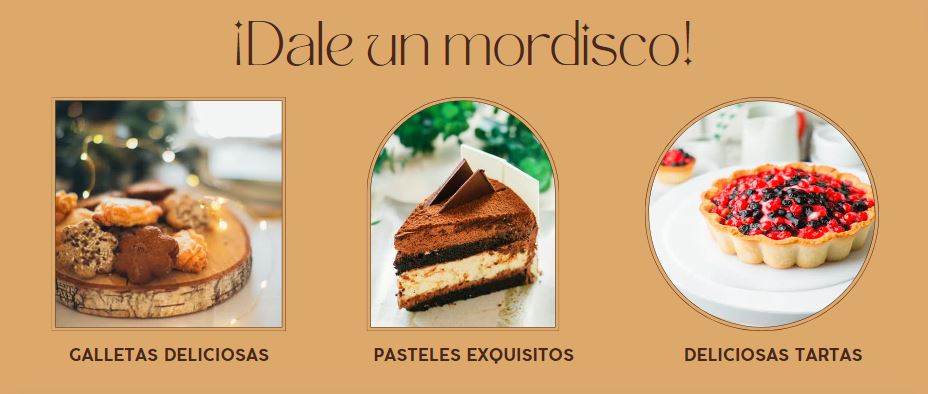 ¡Dale un mordisco!
GALLETAS DELICIOSAS
PASTELES EXQUISITOS
DELICIOSAS TARTAS